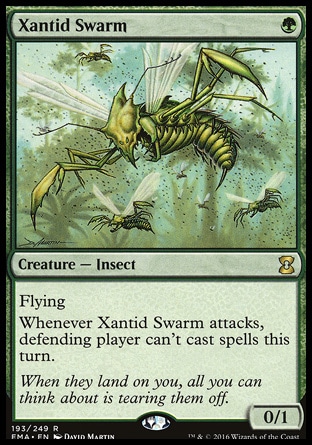 Xantid Swarm
Creature — Insect
Flying
Whenever Xantid Swarm attacks,
defending player can't cast spells this
turn.
When they land on you, all you can
think about is tearing them off.
0/1
193/249 R
EMA • EN DAVID MARTIN
™ & © 2016 Wizards of the Coast